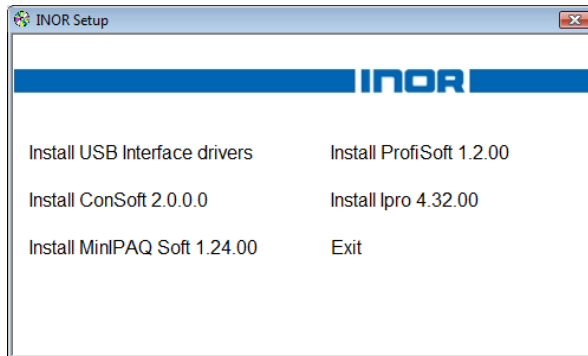 INOR Setup
INOR
Install USB Interface drivers
Install ProfiSoft 1.2.00
Install ConSoft 2.0.0.0
Install Ipro 4.32.00
Install MinIPAQ Soft 1.24.00
Exit